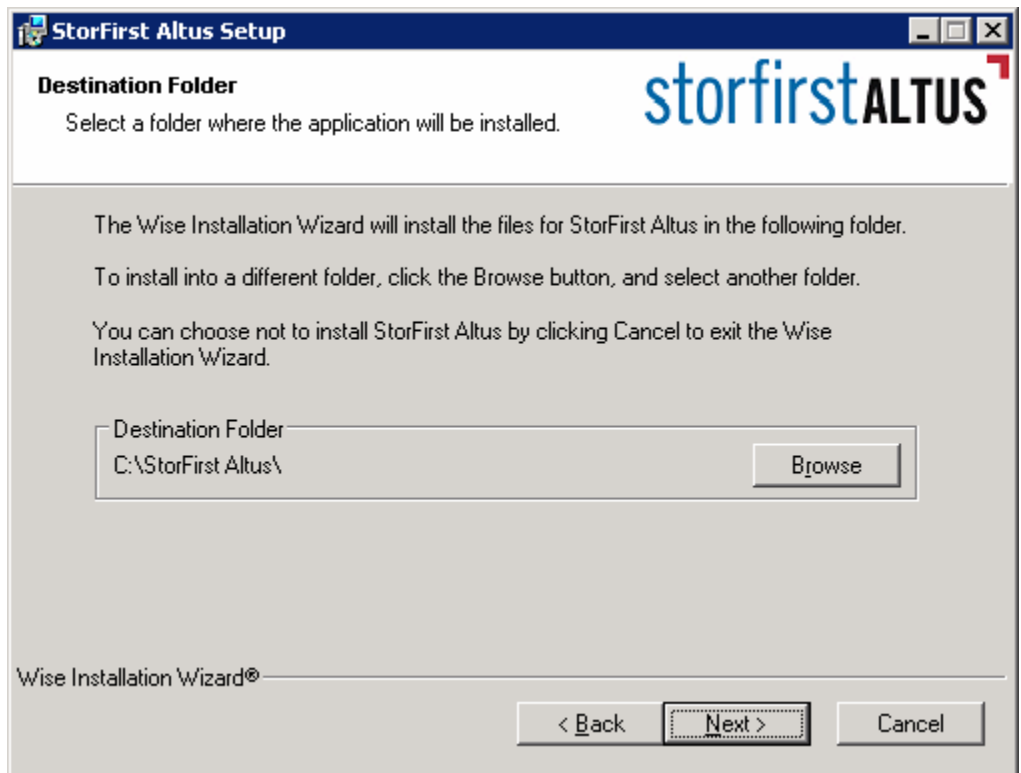 StorFirst Altus Setup
Destination Folder
Select a folder where the application will be installed.
storfirstALTUS
The Wise Installation Wizard will install the files for StorFirst Altus in the following folder.
To install into a different folder, click the Browse button, and select another folder.
You can choose not to install StorFirst Altus by clicking Cancel to exit the Wise
Installation Wizard.
Destination Folder
C:\StorFirst Altus\
Browse
Wise Installation Wizard®
< Back
Next >
Cancel